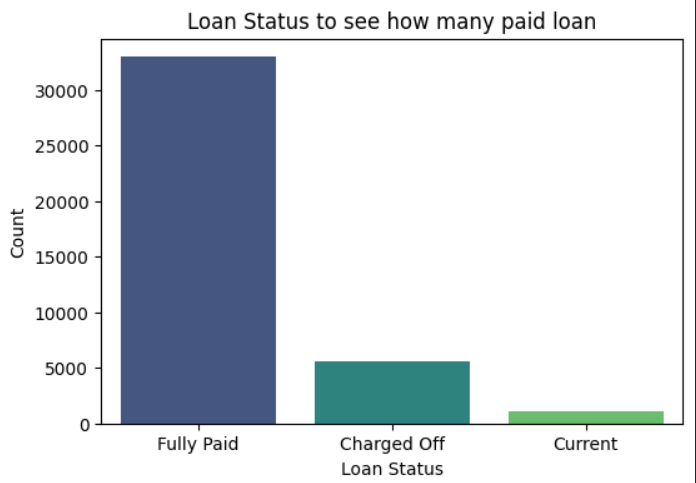 Loan Status to see how many paid loan
30000
25000
20000
15000
10000
5000
0
Count
Fully Paid Charged Off Current
Loan Status